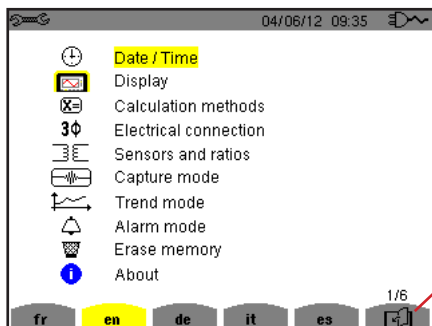 04/06/12 09:35
Date / Time
Display
X= Calculation methods
3ϕ Electrical connection
Sensors and ratios
Capture mode
Trend mode
Alarm mode
Erase memory
i About
1/6
fr en de it es